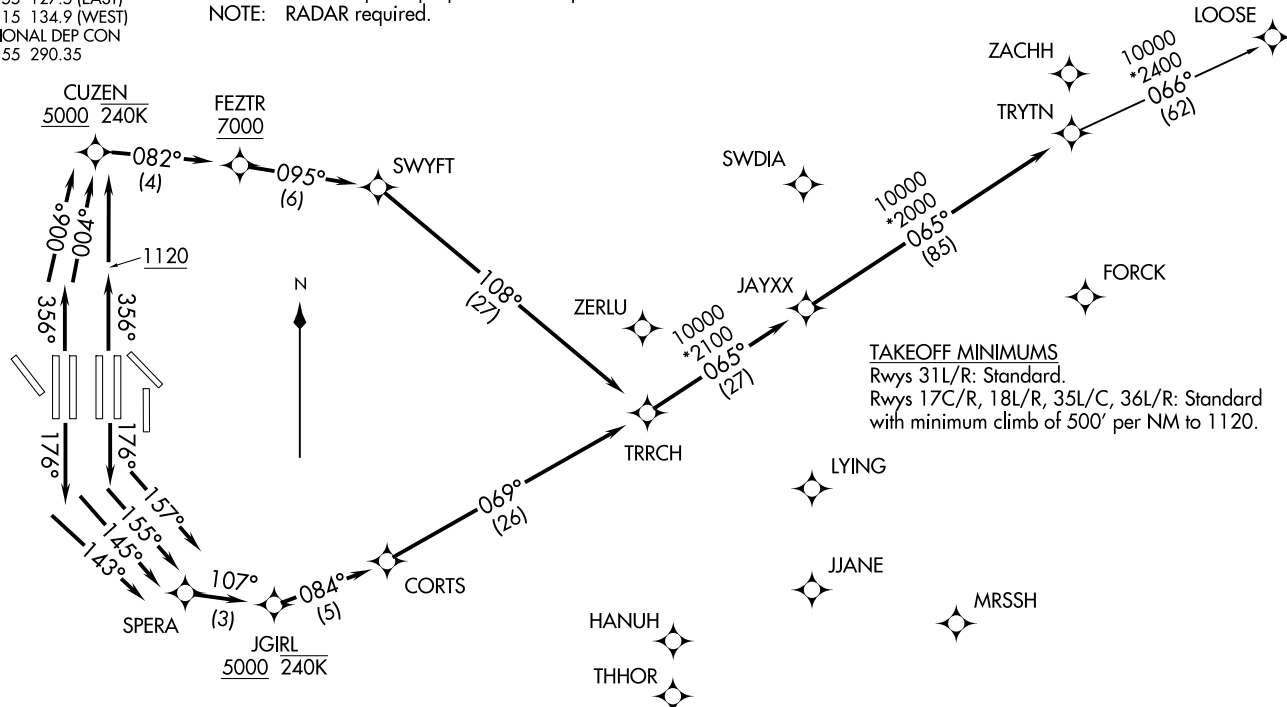 15 134.9 (WEST)
NOTE: RADAR required.
IONAL DEP CON
55 290.35
LOOSE
ZACHH
10000
*2400
066°
(62)
TRYTN
CUZEN
5000 240K
FEZTR
7000
082°
(4)
095°
(6)
SWYFT
SWDIA
10000
*2000
065°
(85)
006°
004°
1120
N
108°
(27)
FORCK
JAYXX
ZERLU
356°
356°
10000
*2100
065°
(27)
TAKEOFF MINIMUMS
Rwys 31L/R: Standard.
Rwys 17C/R, 18L/R, 35L/C, 36L/R: Standard
with minimum climb of 500' per NM to 1120.
TRRCH
176°
176°
LYING
069°
(26)
157°
155°
145°
143°
107°
(3)
084°
(5)
CORTS
SPERA
JGIRL
5000 240K
JJANE
MRSSH
HANUH
THHOR